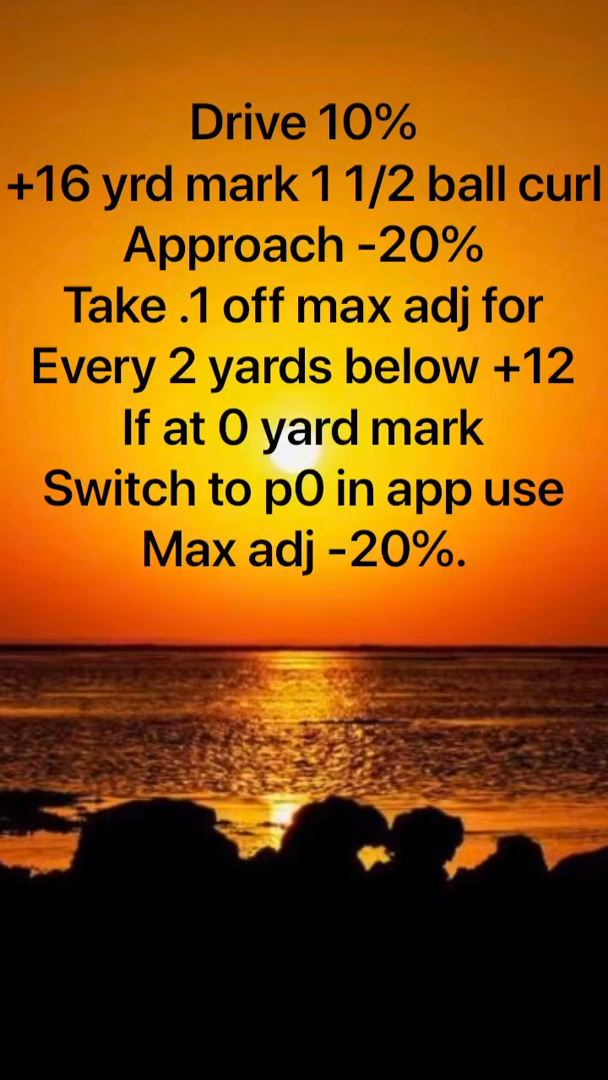 Drive 10%
+16 yrd mark 1 1/2 ball curl
Approach -20%
Take .1 off max adj for
Every 2 yards below +12
If at 0 yard mark
Switch to p0 in app use
Max adj -20%.